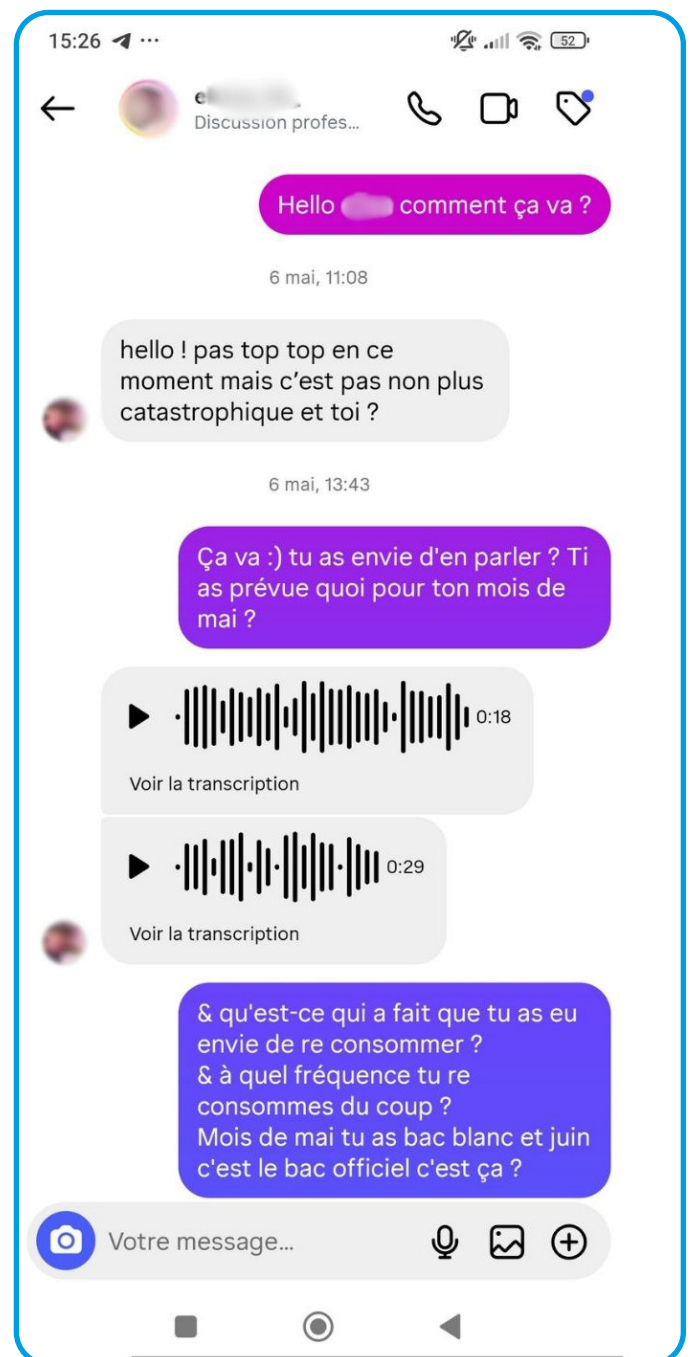 15:26
52
Discussion profes...
Hello comment ça va ?
6 mai, 11:08
hello ! pas top top en ce
moment mais c'est pas non plus
catastrophique et toi ?
6 mai, 13:43
Ça va :) tu as envie d'en parler ? Ti
as prévue quoi pour ton mois de
mai ?
0:18
Voir la transcription
0:29
Voir la transcription
& qu'est-ce qui a fait que tu as eu
envie de re consommer ?
& à quel fréquence tu re
consommes du coup ?
Mois de mai tu as bac blanc et juin
c'est le bac officiel c'est ça ?
Votre message...